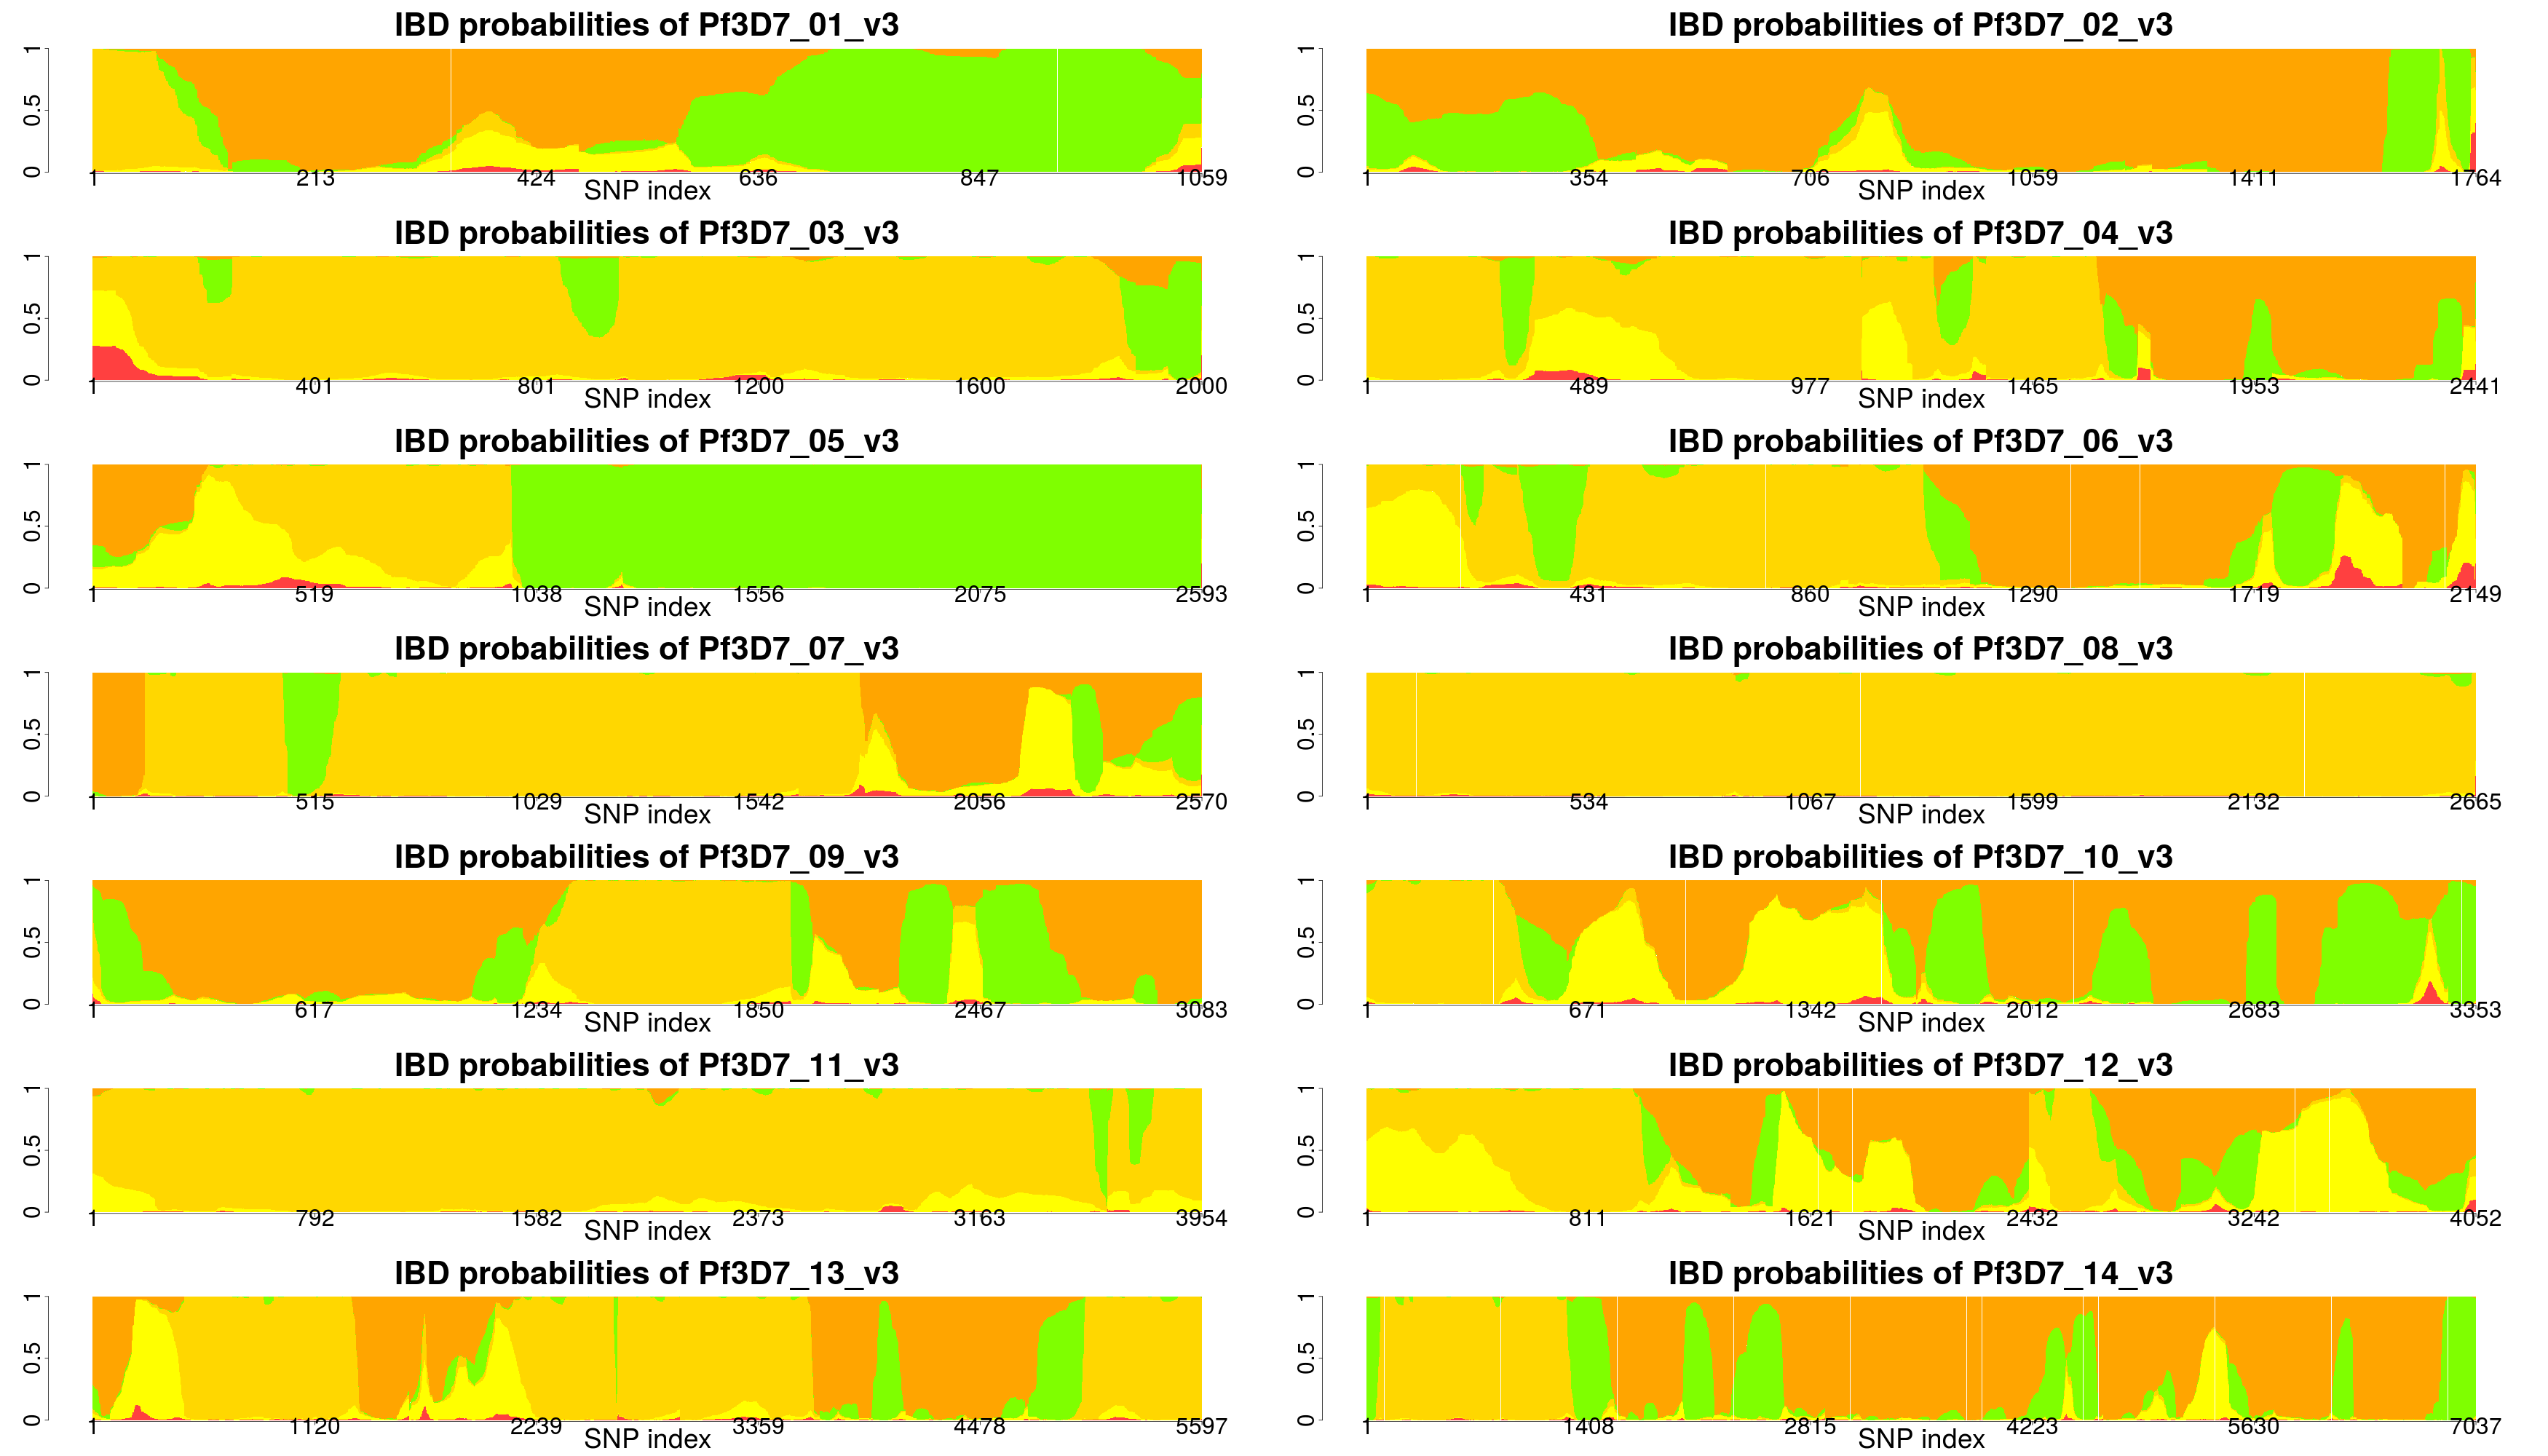 IBD probabilities of Pf3D7_01_v3
1
0.5
0
1 213 424 636 847 1059
SNP index
IBD probabilities of Pf3D7_02_v3
1
0.5
0
1 354 706 1059 1411 1764
SNP index
IBD probabilities of Pf3D7_03_v3
1
0.5
0
1 401 801 1200 1600 2000
SNP index
IBD probabilities of Pf3D7_04_v3
1
0.5
0
1 489 977 1465 1953 2441
SNP index
IBD probabilities of Pf3D7_05_v3
1
0.5
0
1 519 1038 1556 2075 2593
SNP index
IBD probabilities of Pf3D7_06_v3
1
0.5
0
1 431 860 1290 1719 2149
SNP index
IBD probabilities of Pf3D7_07_v3
1
0.5
0
1 515 1029 1542 2056 2570
SNP index
IBD probabilities of Pf3D7_08_v3
1
0.5
0
1 534 1067 1599 2132 2665
SNP index
IBD probabilities of Pf3D7_09_v3
1
0.5
0
1 617 1234 1850 2467 3083
SNP index
IBD probabilities of Pf3D7_10_v3
1
0.5
0
1 671 1342 2012 2683 3353
SNP index
IBD probabilities of Pf3D7_11_v3
1
0.5
0
1 792 1582 2373 3163 3954
SNP index
IBD probabilities of Pf3D7_12_v3
1
0.5
0
1 811 1621 2432 3242 4052
SNP index
IBD probabilities of Pf3D7_13_v3
1
0.5
0
1 1120 2239 3359 4478 5597
SNP index
IBD probabilities of Pf3D7_14_v3
1
0.5
0
1 1408 2815 4223 5630 7037
SNP index